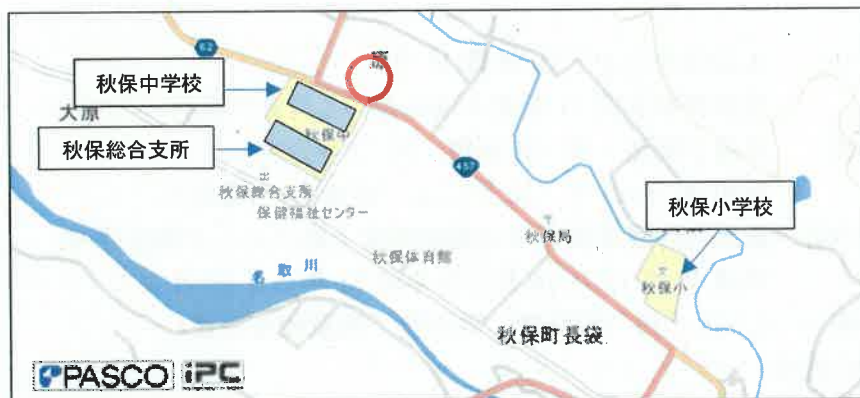 62
秋保中学校
大原
秋保中
秋保総合支所
457
秋保総合支所
保健福祉センター
秋保小学校
秋保局
秋保体育館
名取川
秋保小
秋保町長袋
PASCO iPC